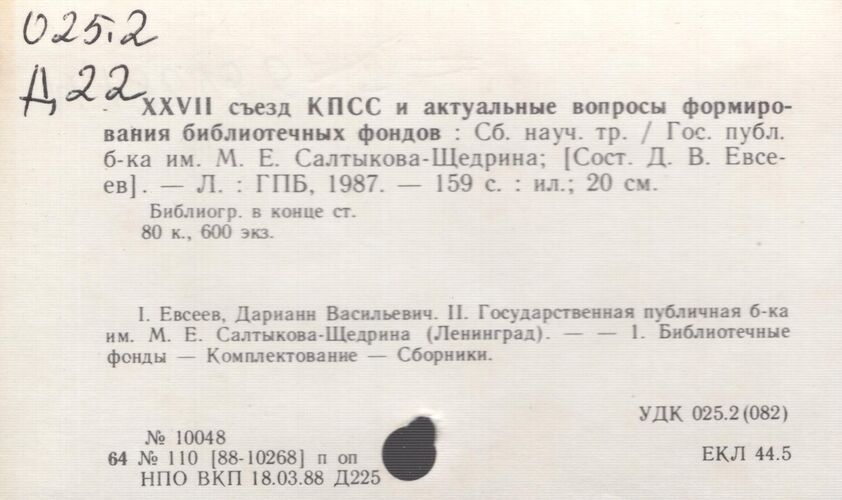 025.2
Д22
XXVII съезд КПСС и актуальные вопросы формиро-
вания библиотечных фондов : Сб. науч. тр. / Гос. публ.
б-ка им. М. Е. Салтыкова-Щедрина; [Сост. Д. В. Евсе-
ев]. — Л. : ГПБ, 1987. — 159 с. : ил.; 20 см.
Библиогр. в конце ст.
80 к., 600 экз.
I. Евсеев, Дарианн Васильевич. II. Государственная публичная б-ка
им. М. Е. Салтыкова-Щедрина (Ленинград). — — 1. Библиотечные
фонды — Комплектование — Сборники.
УДК 025.2(082)
№ 10048
64 № 110 [88-10268] п оп
ЕКЛ 44.5
НПО ВКП 18.03.88 Д225